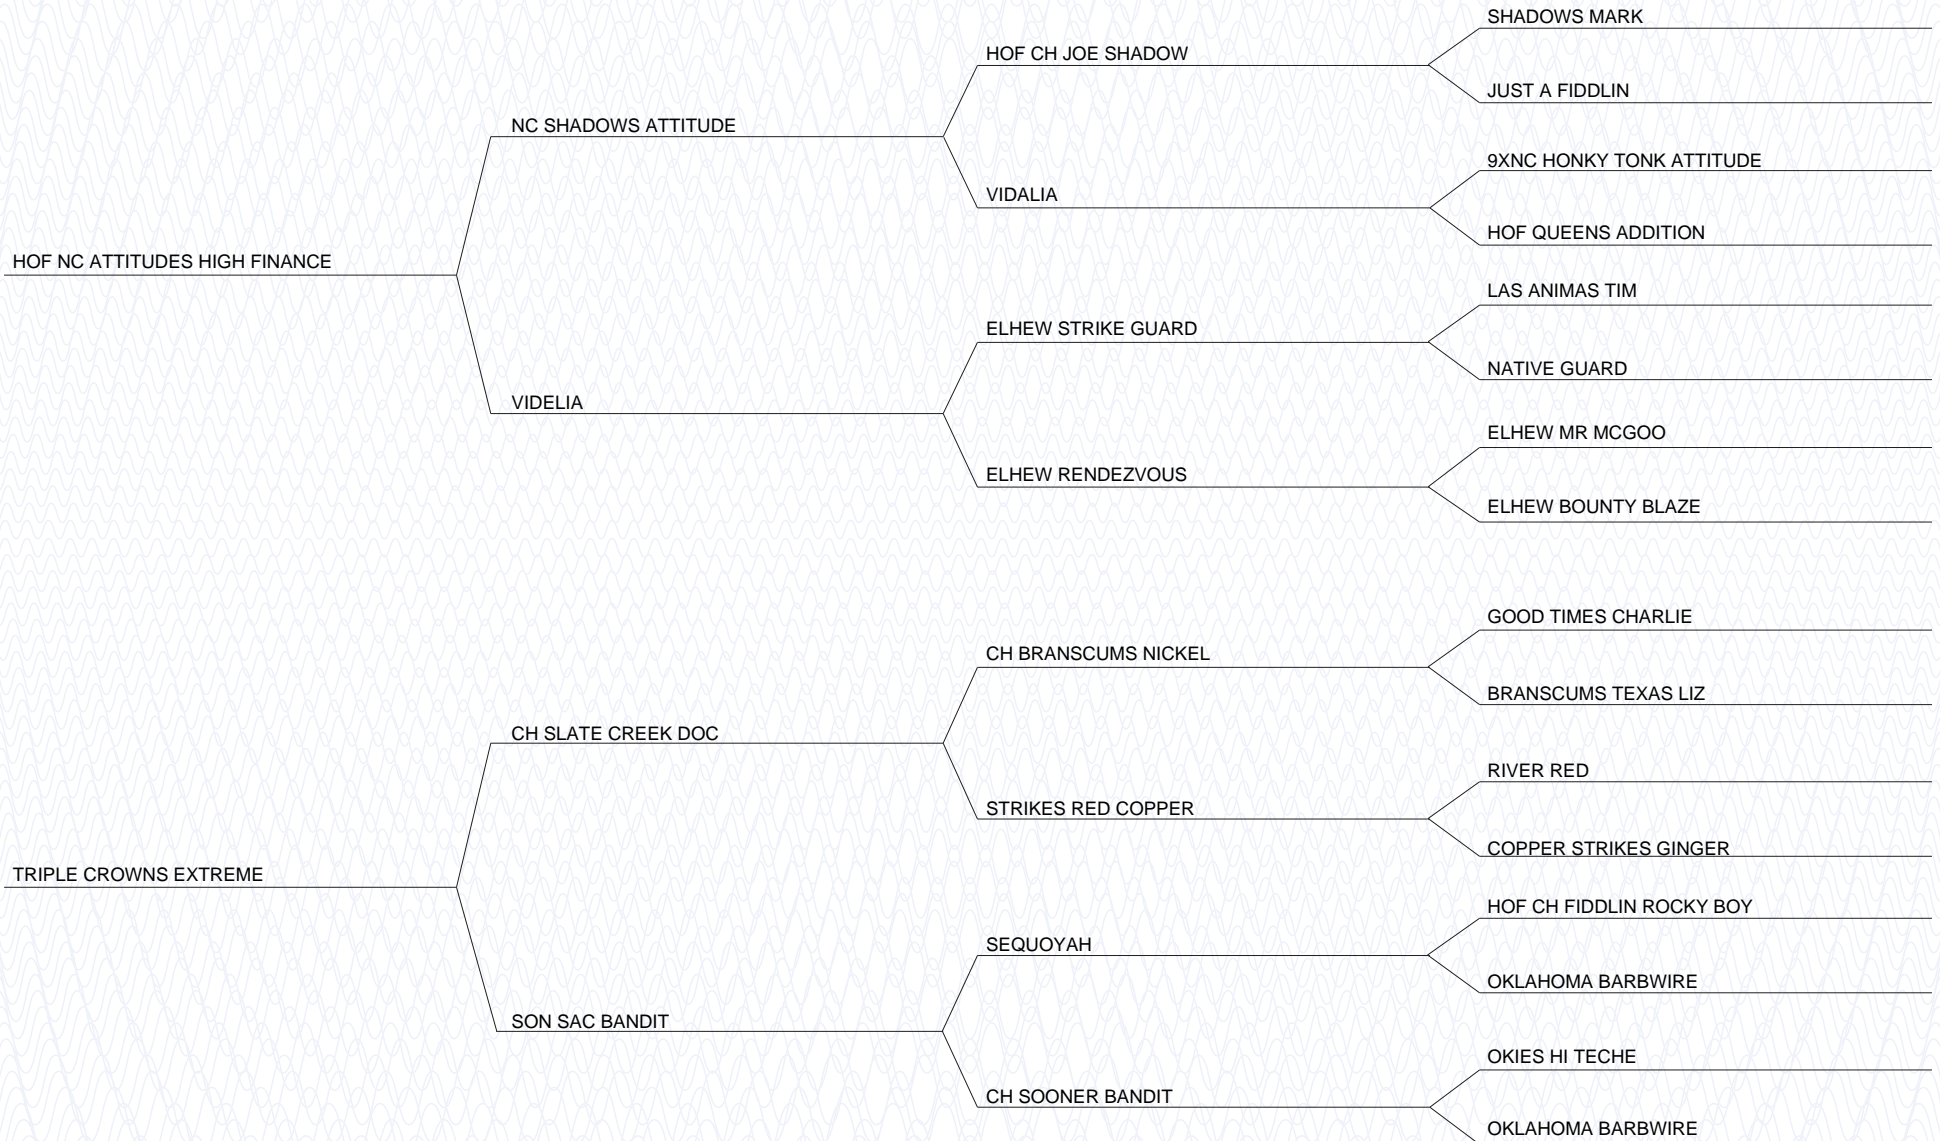 SHADOWS MARK
HOF CH JOE SHADOW
JUST A FIDDLIN
NC SHADOWS ATTITUDE
9XNC HONKY TONK ATTITUDE
VIDALIA
HOF QUEENS ADDITION
HOF NC ATTITUDES HIGH FINANCE
LAS ANIMAS TIM
ELHEW STRIKE GUARD
NATIVE GUARD
VIDELIA
ELHEW MR MCGOO
ELHEW RENDEZVOUS
ELHEW BOUNTY BLAZE
GOOD TIMES CHARLIE
CH BRANSCUMS NICKEL
BRANSCUMS TEXAS LIZ
CH SLATE CREEK DOC
RIVER RED
STRIKES RED COPPER
COPPER STRIKES GINGER
TRIPLE CROWNS EXTREME
HOF CH FIDDLIN ROCKY BOY
SEQUOYAH
OKLAHOMA BARBWIRE
SON SAC BANDIT
OKIES HI TECHE
CH SOONER BANDIT
OKLAHOMA BARBWIRE